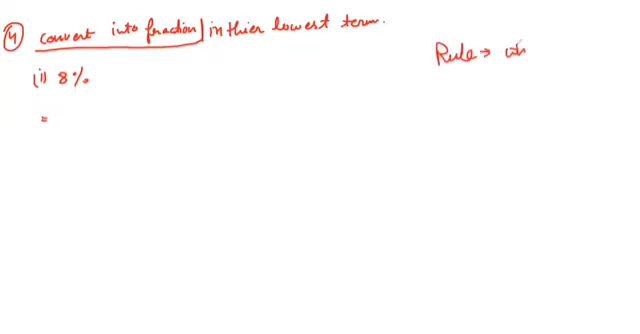 4 convert into fraction in thier lowest term.
Rule →
(i) 8%
=